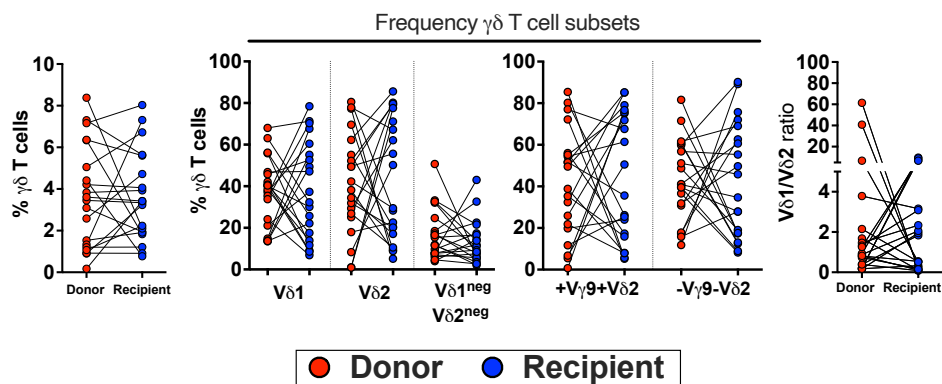 Frequency γδ T cell subsets
% γδ T cells
10
8
6
4
2
0
Donor Recipient
% γδ T cells
100
80
60
40
20
0
Vδ1
Vδ2
Vδ1neg
Vδ2neg
100
80
60
40
20
0
+Vγ9+Vδ2
-Vγ9-Vδ2
Vδ1/Vδ2 ratio
100
80
60
40
20
4
2
0
Donor Recipient
Donor Recipient